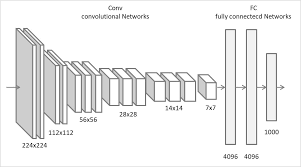 Conv
convolutional Networks
FC
fully connectecd Networks
224x224
112x112
56x56
28x28
14x14
7x7
4096
4096
1000